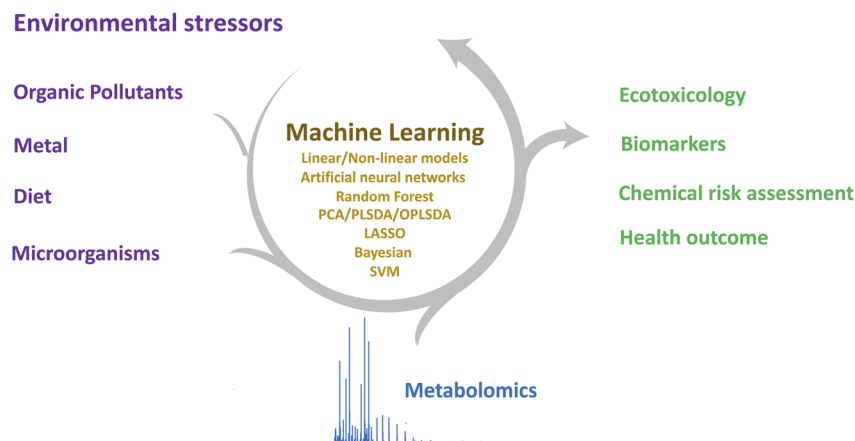 Environmental stressors
Organic Pollutants
Metal
Diet
Microorganisms
Machine Learning
Linear/Non-linear models
Artificial neural networks
Random Forest
PCA/PLSDA/OPLSDA
LASSO
Bayesian
SVM
Ecotoxicology
Biomarkers
Chemical risk assessment
Health outcome
Metabolomics